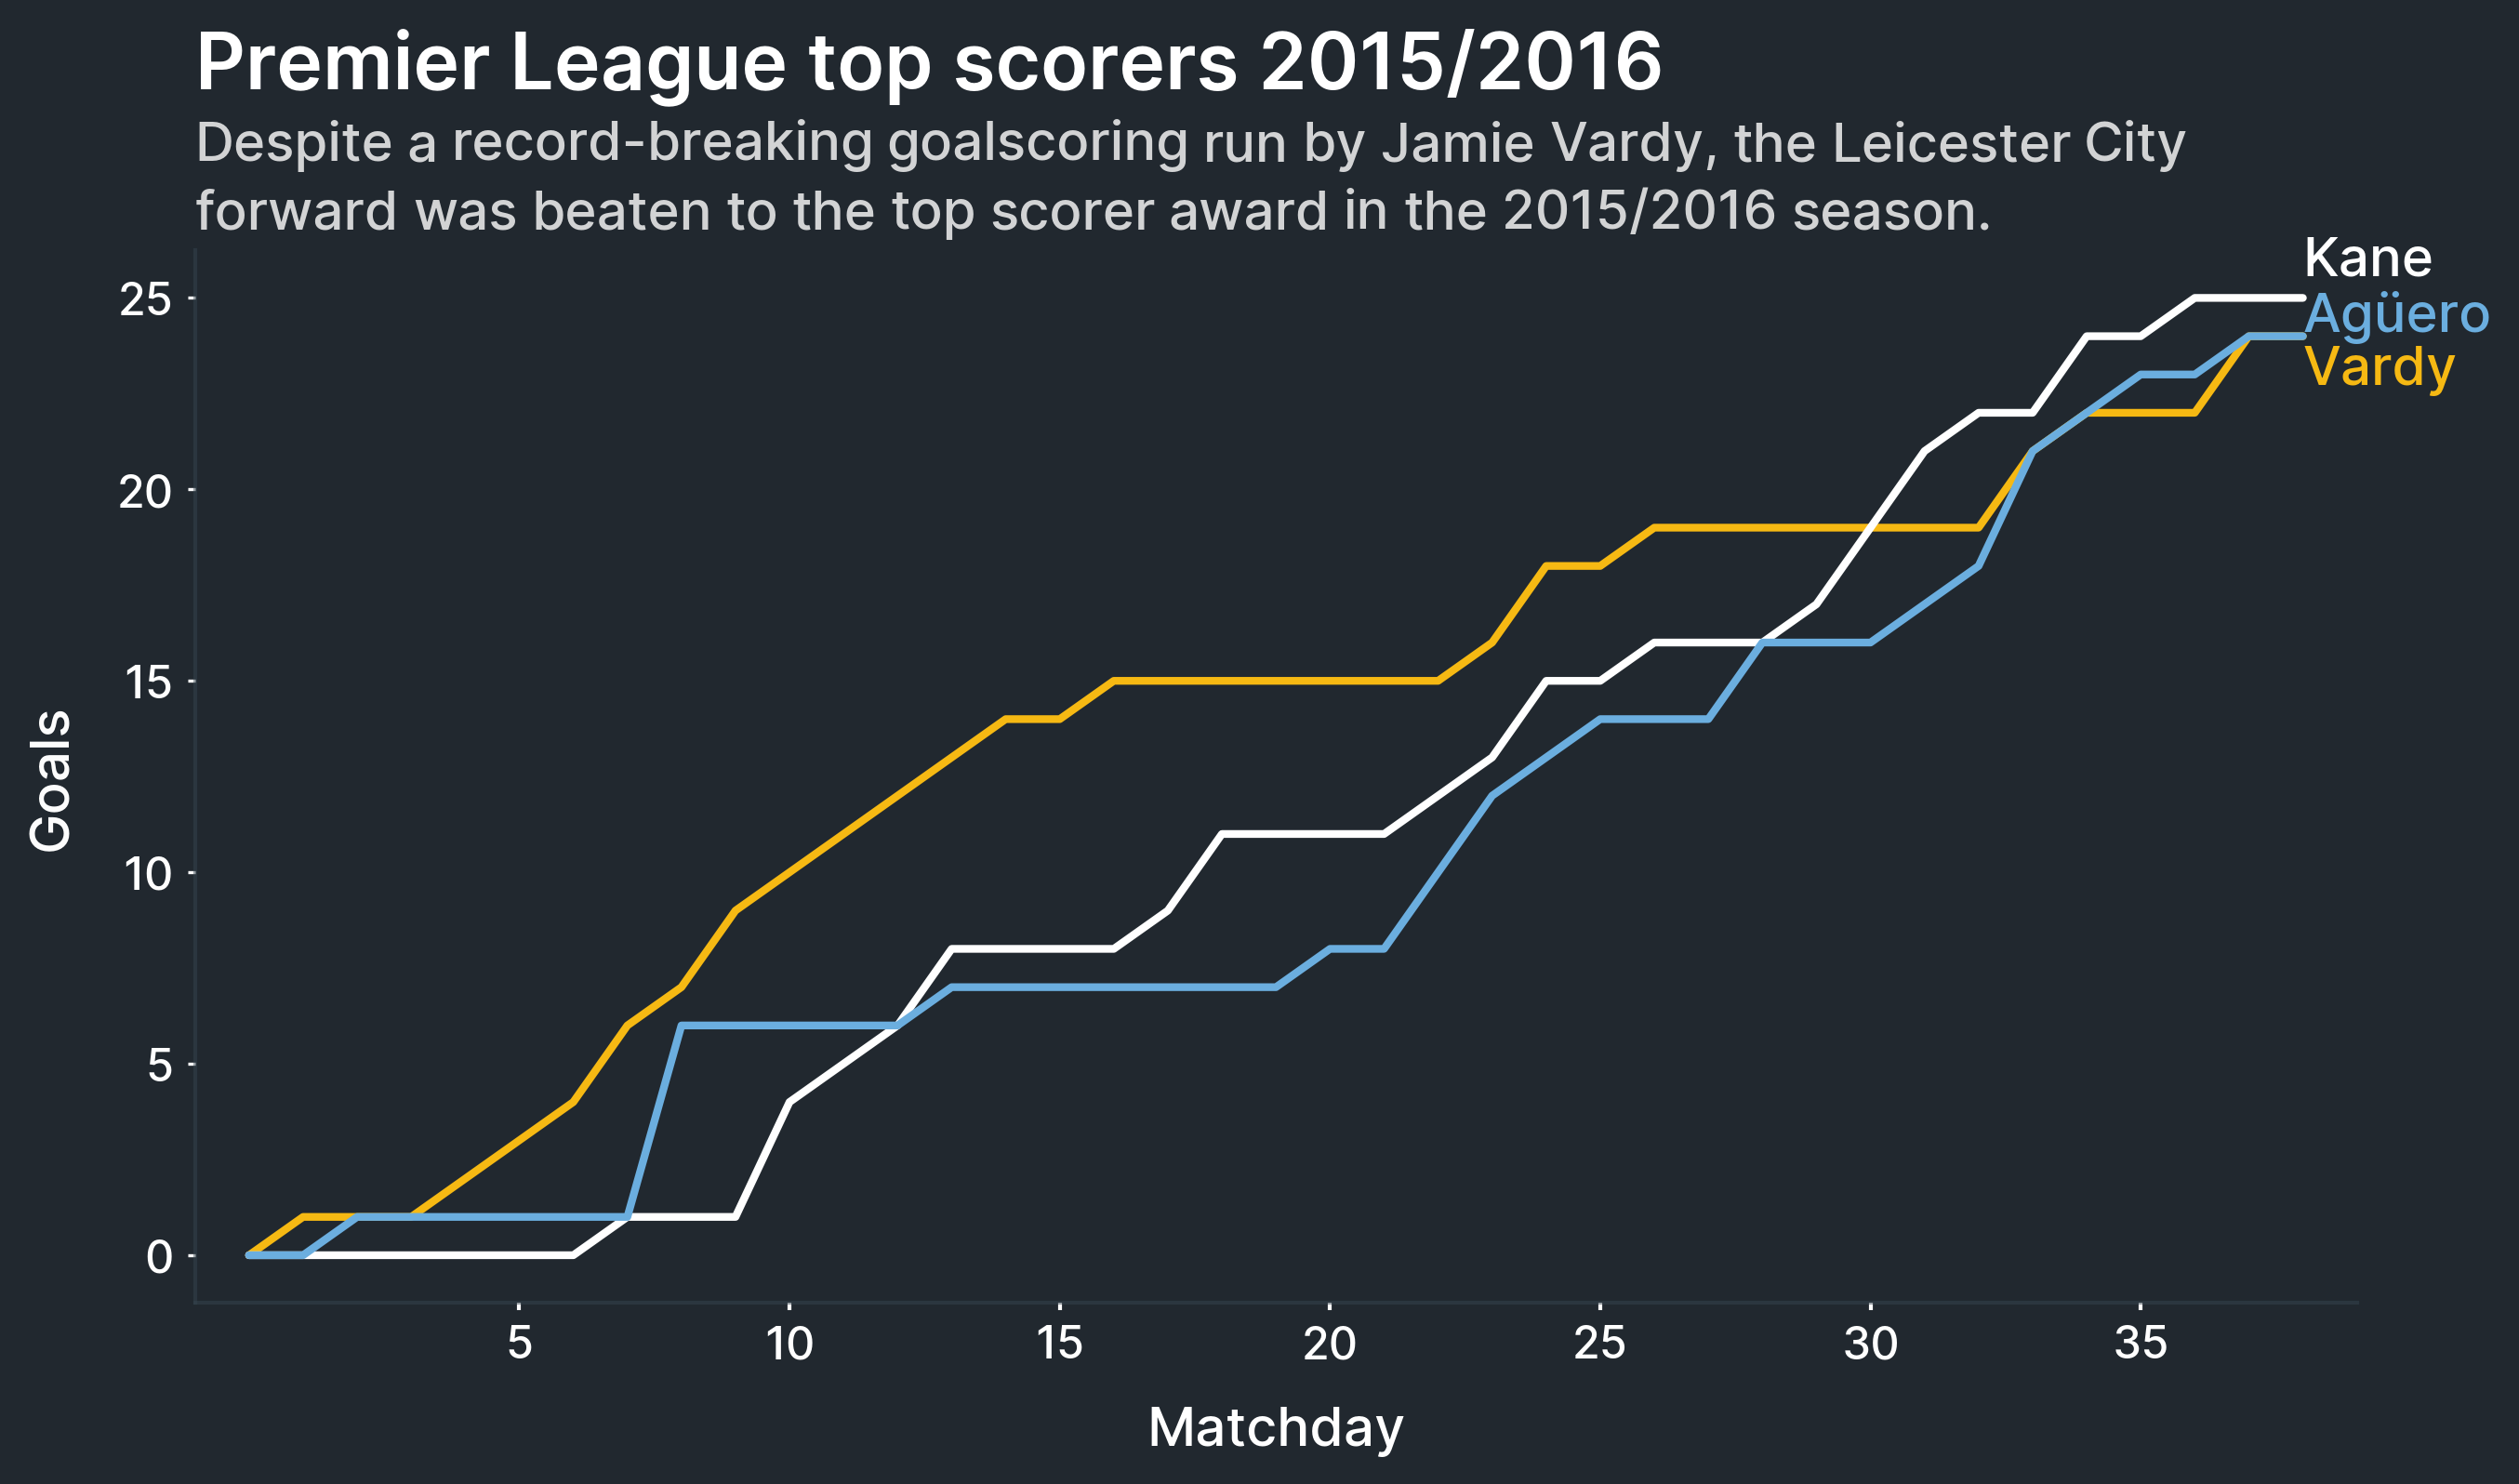 Premier League top scorers 2015/2016
Despite a record-breaking goalscoring run by Jamie Vardy, the Leicester City
forward was beaten to the top scorer award in the 2015/2016 season.
Kane
Agüero
Vardy
25
20
15
10
5
0
Goals
5 10 15 20 25 30 35
Matchday